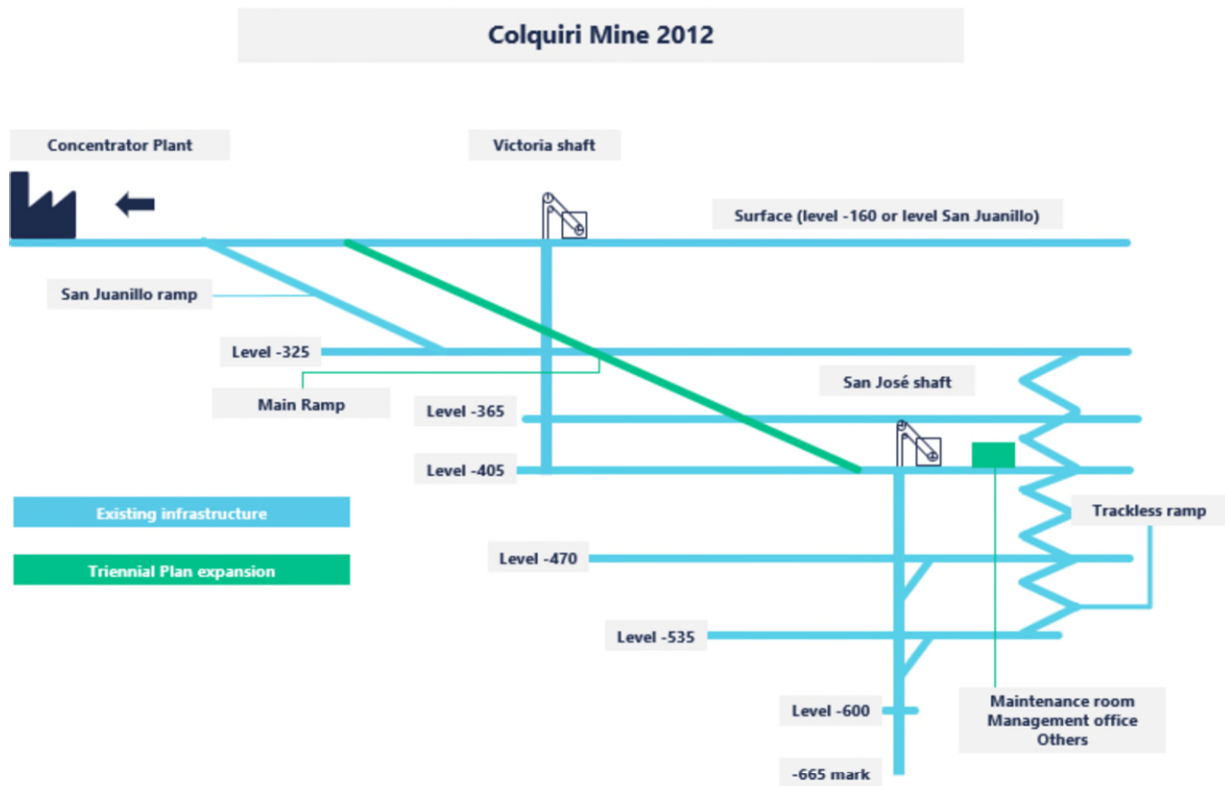 Colquiri Mine 2012
Concentrator Plant
Victoria shaft
Surface (level -160 or level San Juanillo)
San Juanillo ramp
Level -325
San José shaft
Main Ramp
Level -365
Level -405
Existing infrastructure
Trackless ramp
Level -470
Triennial Plan expansion
Level -535
Maintenance room
Management office
Others
Level -600
-665 mark